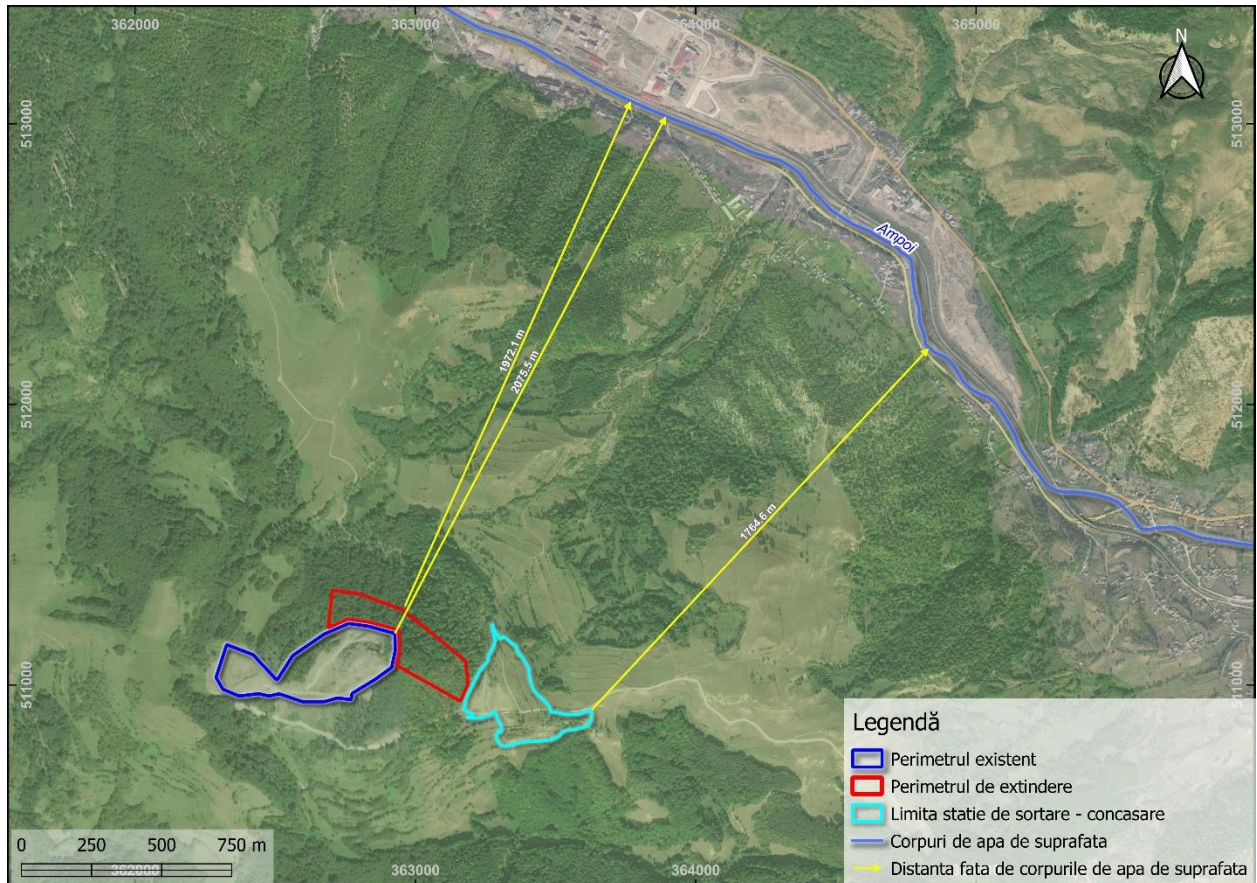 362000
363000
364000
365000
N
513000
513000
Ampoi
1972.1 m
2075.5 m
512000
512000
1764.6 m
511000
511000
Legendă
Perimetrul existent
Perimetrul de extindere
Limita statie de sortare - concasare
Corpuri de apa de suprafata
Distanta fata de corpurile de apa de suprafata
0 250 500 750 m
362000
363000
364000